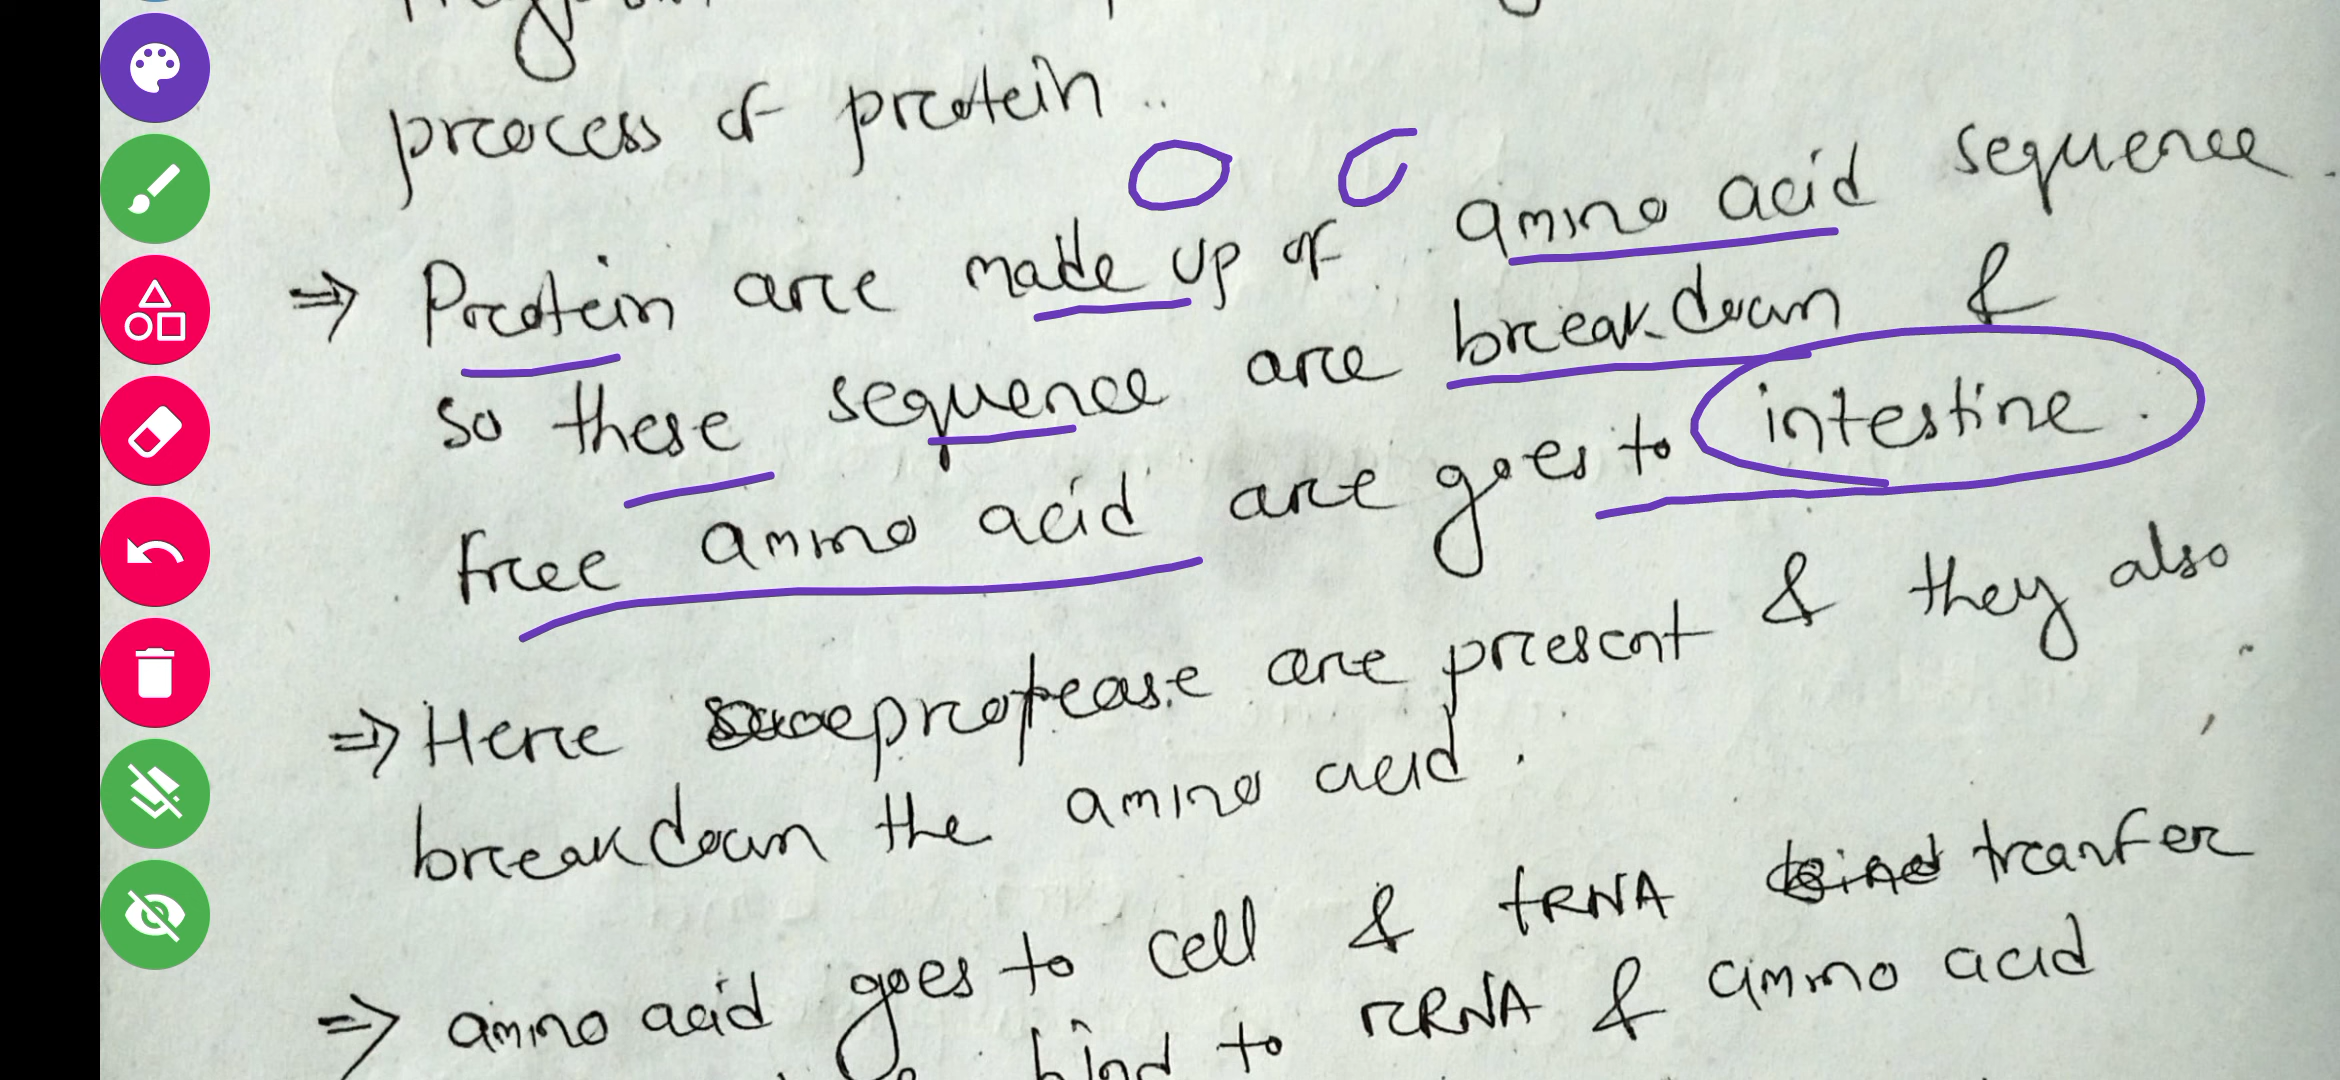 process of protein ..
⇒ Protein are made up of amino acid sequence.
so these sequence are breakdown &
free amino acid are goes to intestine.
⇒ Here protease are present & they also
breakdown the amino acid.
⇒ amino acid goes to cell & tRNA tranfer
bind to rRNA & amino acid